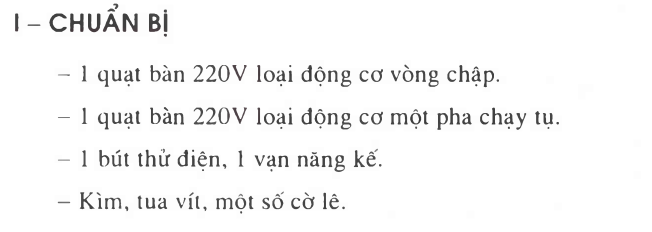 I – CHUẨN BỊ
– 1 quạt bàn 220V loại động cơ vòng chập.
– 1 quạt bàn 220V loại động cơ một pha chạy tụ.
– 1 bút thử điện, 1 vạn năng kế.
– Kìm, tua vít, một số cờ lê.